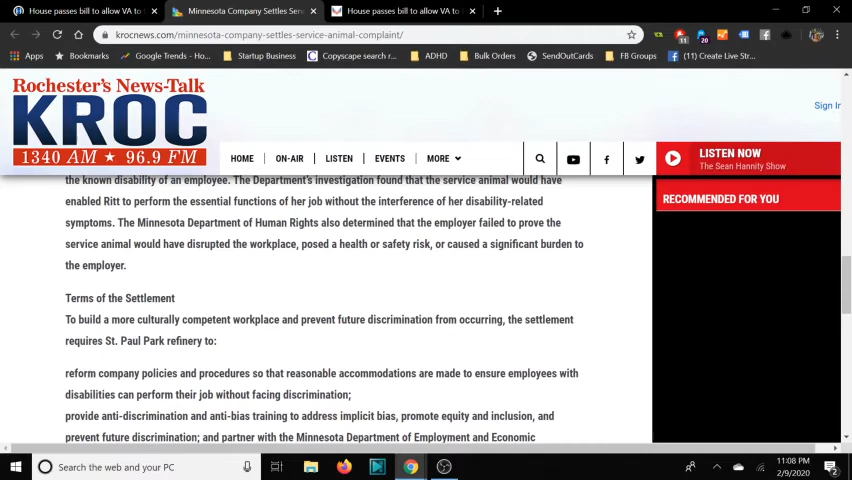 House passes bill to allow VA to f
Minnesota Company Settles Serv
House passes bill to allow VA to
krocnews.com/minnesota-company-settles-service-animal-complaint/
11
20
Apps
Bookmarks
Google Trends - Ho...
Startup Business
Copyscape search r...
ADHD
Bulk Orders
SendOutCards
FB Groups
(11) Create Live Str...
Rochester's News-Talk
KROC
1340 AM ★ 96.9 FM
Sign In
HOME
ON-AIR
LISTEN
EVENTS
MORE
LISTEN NOW
The Sean Hannity Show
RECOMMENDED FOR YOU
the known disability of an employee. The Department's investigation found that the service animal would have
enabled Ritt to perform the essential functions of her job without the interference of her disability-related
symptoms. The Minnesota Department of Human Rights also determined that the employer failed to prove the
service animal would have disrupted the workplace, posed a health or safety risk, or caused a significant burden to
the employer.
Terms of the Settlement
To build a more culturally competent workplace and prevent future discrimination from occurring, the settlement
requires St. Paul Park refinery to:
reform company policies and procedures so that reasonable accommodations are made to ensure employees with
disabilities can perform their job without facing discrimination;
provide anti-discrimination and anti-bias training to address implicit bias, promote equity and inclusion, and
prevent future discrimination; and partner with the Minnesota Department of Employment and Economic
Search the web and your PC
11:08 PM
2/9/2020
2